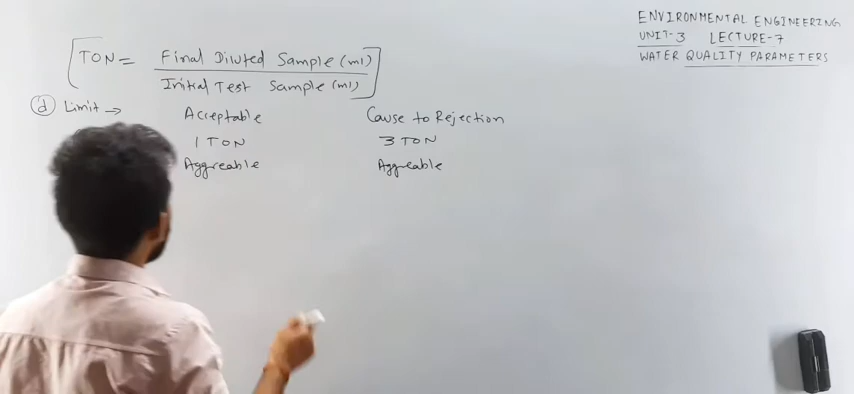 ENVIRONMENTAL ENGINEERING
UNIT-3 LECTURE-7
WATER QUALITY PARAMETERS
TON = Final Diluted Sample (ml)
Initial Test Sample (ml)
(d) Limit → Acceptable Cause to Rejection
1 TON 3 TON
Aggreable Aggreable